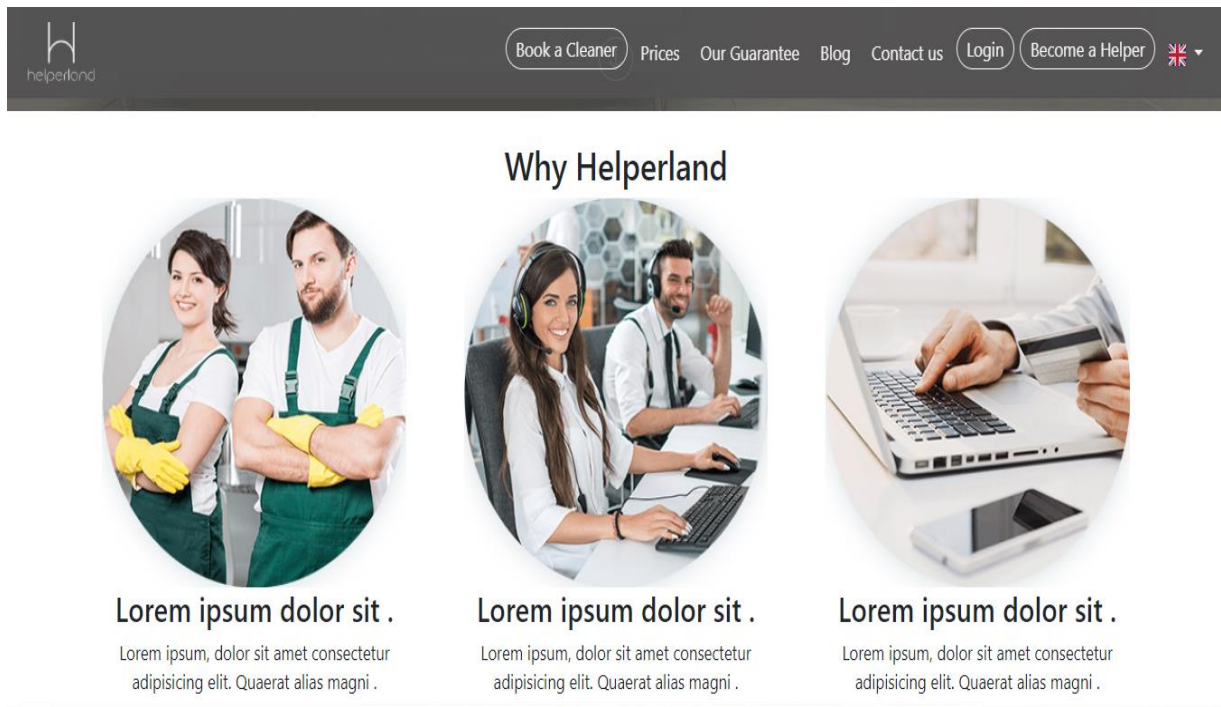 helperland
Book a Cleaner Prices Our Guarantee Blog Contact us Login Become a Helper
Why Helperland
Lorem ipsum dolor sit .
Lorem ipsum, dolor sit amet consectetur
adipisicing elit. Quaerat alias magni .
Lorem ipsum dolor sit .
Lorem ipsum, dolor sit amet consectetur
adipisicing elit. Quaerat alias magni .
Lorem ipsum dolor sit .
Lorem ipsum, dolor sit amet consectetur
adipisicing elit. Quaerat alias magni .